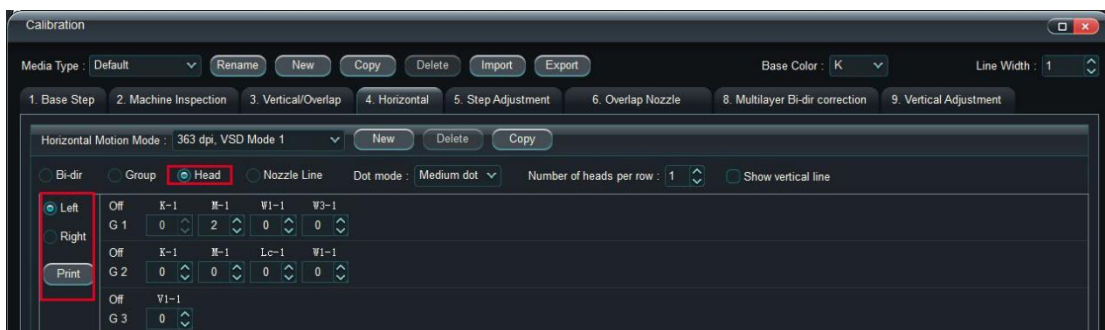 Calibration
Media Type : Default Rename New Copy Delete Import Export Base Color : K Line Width : 1
1. Base Step 2. Machine Inspection 3. Vertical/Overlap 4. Horizontal 5. Step Adjustment 6. Overlap Nozzle 8. Multilayer Bi-dir correction 9. Vertical Adjustment
Horizontal Motion Mode : 363 dpi, VSD Mode 1 New Delete Copy
Bi-dir Group Head Nozzle Line Dot mode : Medium dot Number of heads per row : 1 Show vertical line
Left Off K-1 M-1 W1-1 W3-1
Right G 1 0 2 0 0
Off K-1 M-1 Lc-1 W1-1
Print G 2 0 0 0 0
Off V1-1
G 3 0